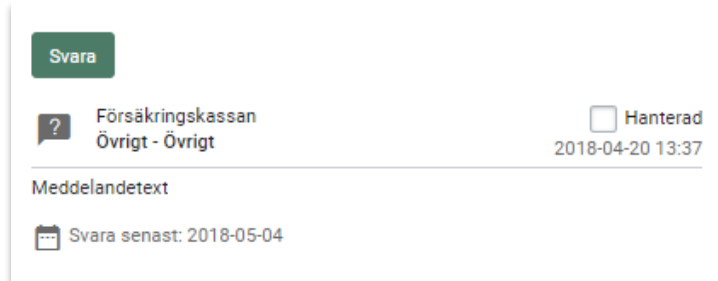 Svara
Försäkringskassan
Hanterad
Övrigt - Övrigt
2018-04-20 13:37
Meddelandetext
Svara senast: 2018-05-04